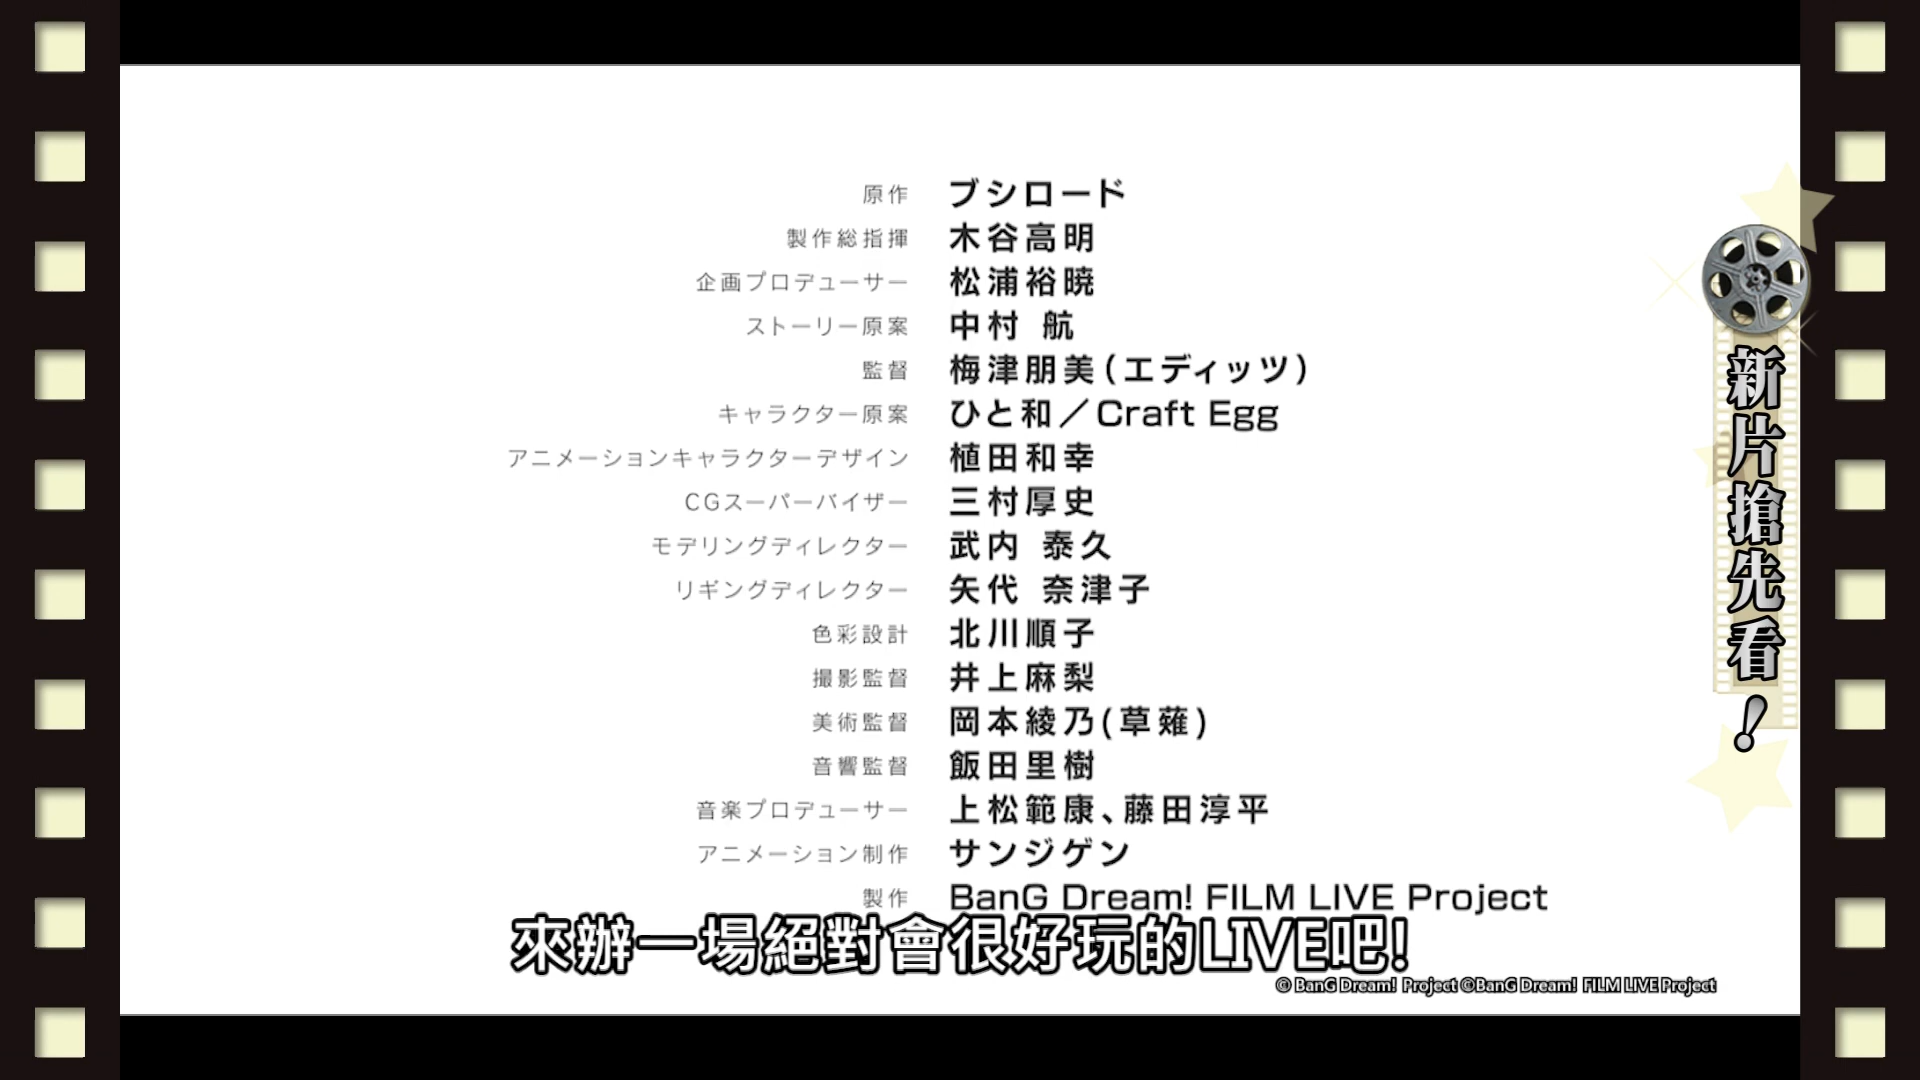 原作 ブシロード
製作総指揮 木谷高明
企画プロデューサー 松浦裕暁
ストーリー原案 中村 航
監督 梅津朋美(エディッツ)
キャラクター原案 ひと和／Craft Egg
アニメーションキャラクターデザイン 植田和幸
CGスーパーバイザー 三村厚史
モデリングディレクター 武内 泰久
リギングディレクター 矢代 奈津子
色彩設計 北川順子
撮影監督 井上麻梨
美術監督 岡本綾乃(草薙)
音響監督 飯田里樹
音楽プロデューサー 上松範康、藤田淳平
アニメーション制作 サンジゲン
製作 BanG Dream! FILM LIVE Project
來辦一場絕對會很好玩的LIVE吧!
© BanG Dream! Project ©BanG Dream! FILM LIVE Project
新片搶先看!